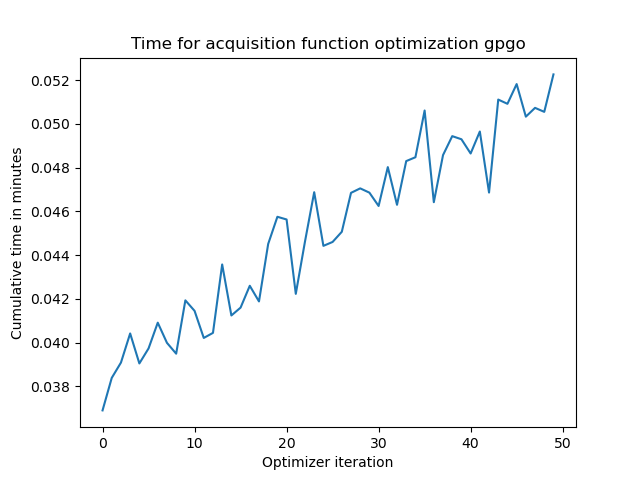 Time for acquisition function optimization gpgo
Cumulative time in minutes
0.052
0.050
0.048
0.046
0.044
0.042
0.040
0.038
0 10 20 30 40 50
Optimizer iteration